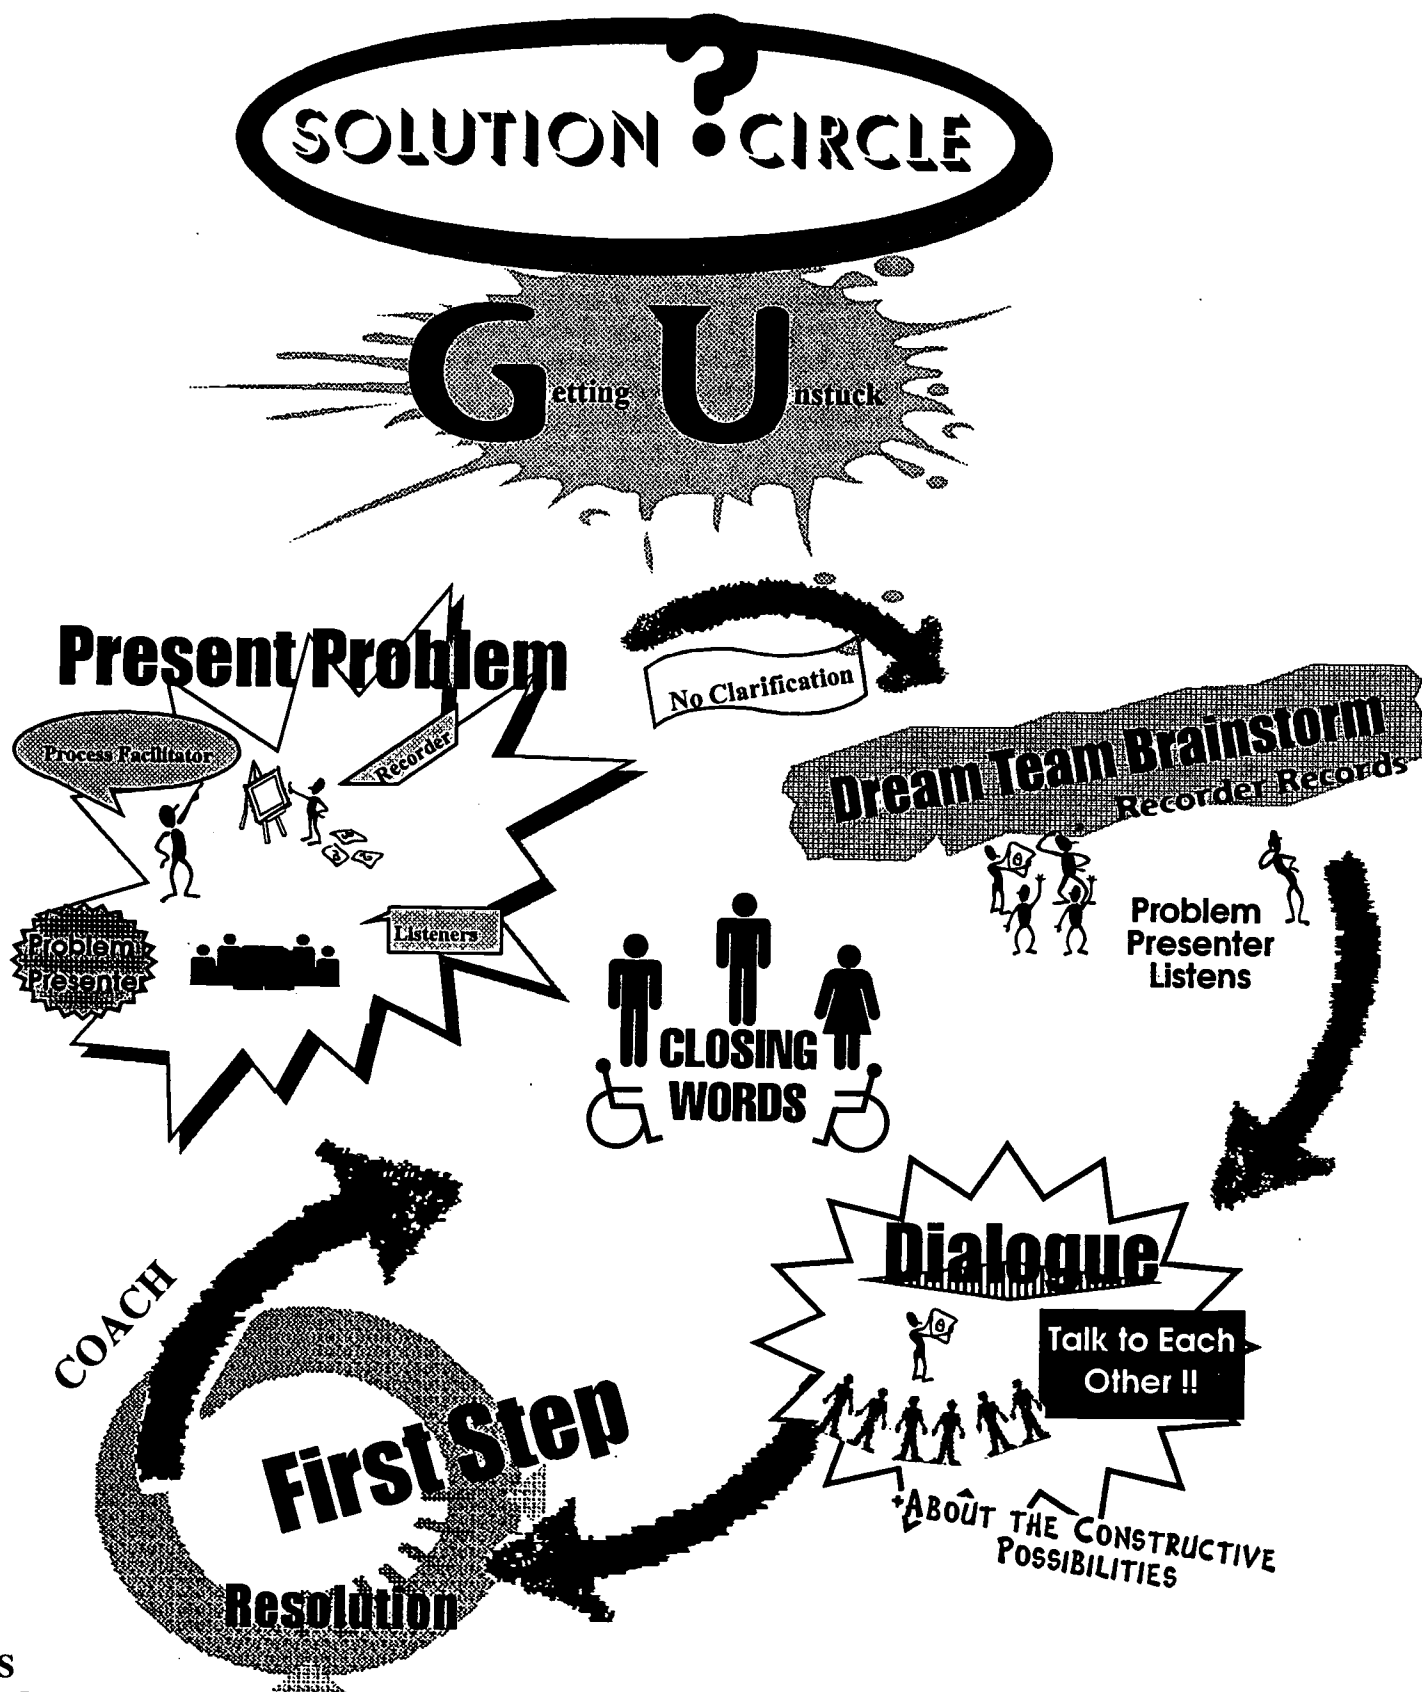 SOLUTION ? CIRCLE
Getting Unstuck
Present Problem
Process Facilitator
Recorder
Problem
Presenter
Listeners
No Clarification
Dream Team Brainstorm
Recorder Records
Problem
Presenter
Listens
CLOSING
WORDS
Dialogue
Talk to Each
Other !!
+ABOUT THE CONSTRUCTIVE
POSSIBILITIES
COACH
First Step
Resolution